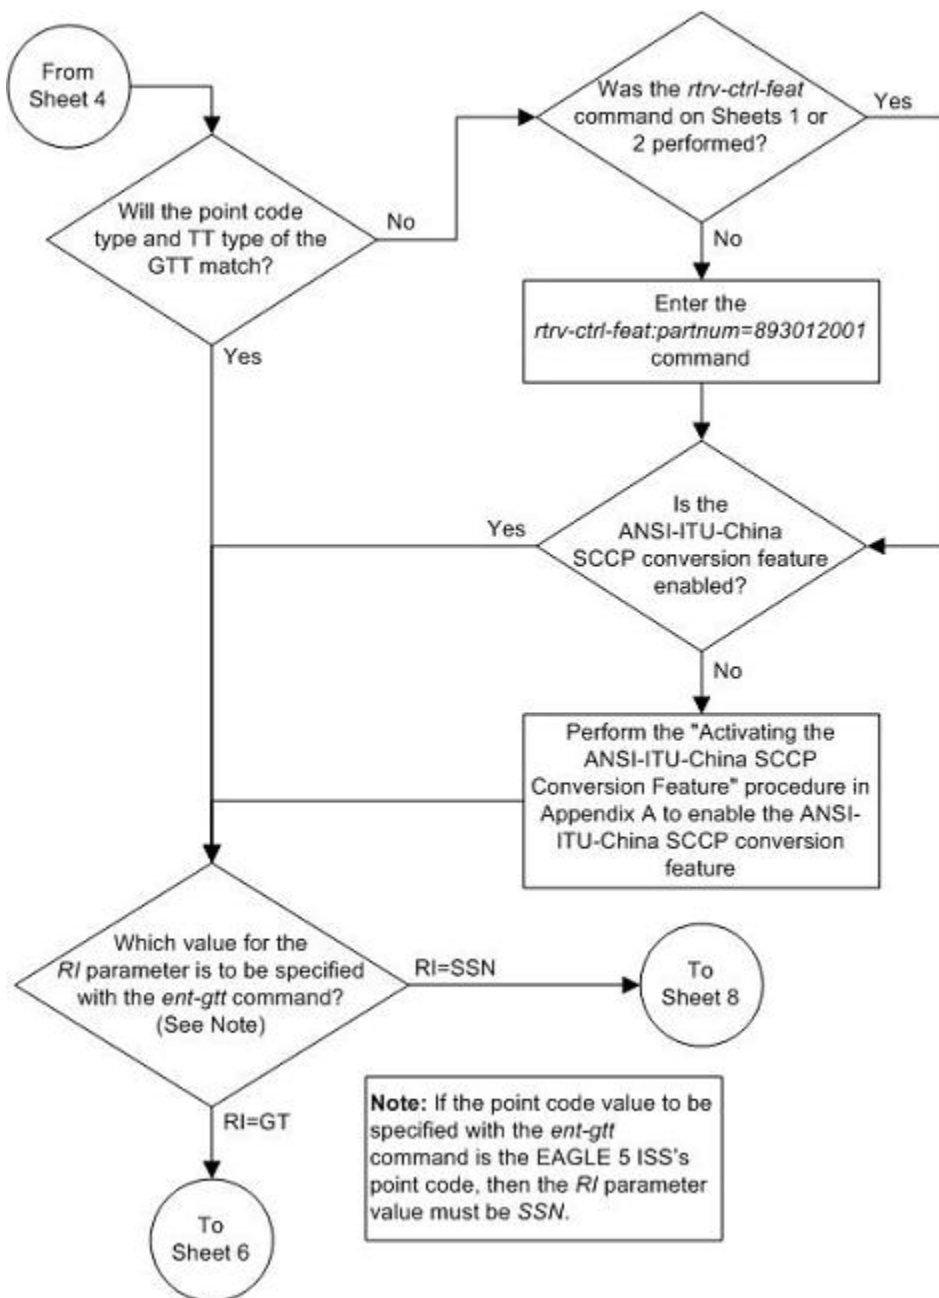 From
Sheet 4
Will the point code
type and TT type of the
GTT match?
No
Yes
Was the rtrv-ctrl-feat
command on Sheets 1 or
2 performed?
Yes
No
Enter the
rtrv-ctrl-feat:partnum=893012001
command
Is the
ANSI-ITU-China
SCCP conversion feature
enabled?
Yes
No
Perform the "Activating the
ANSI-ITU-China SCCP
Conversion Feature" procedure in
Appendix A to enable the ANSI-
ITU-China SCCP conversion
feature
Which value for the
RI parameter is to be specified
with the ent-gtt command?
(See Note)
RI=SSN
To
Sheet 8
RI=GT
To
Sheet 6
Note: If the point code value to be
specified with the ent-gtt
command is the EAGLE 5 ISS's
point code, then the RI parameter
value must be SSN.